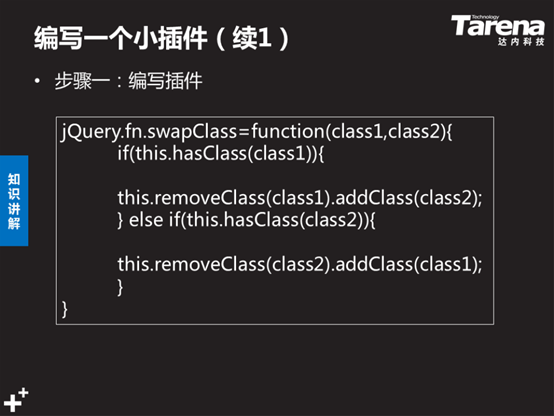 编写一个小插件（续1）
Technology
Tarena
达内科技
• 步骤一：编写插件
知识讲解
jQuery.fn.swapClass=function(class1,class2){
if(this.hasClass(class1)){
this.removeClass(class1).addClass(class2);
} else if(this.hasClass(class2)){
this.removeClass(class2).addClass(class1);
}
}